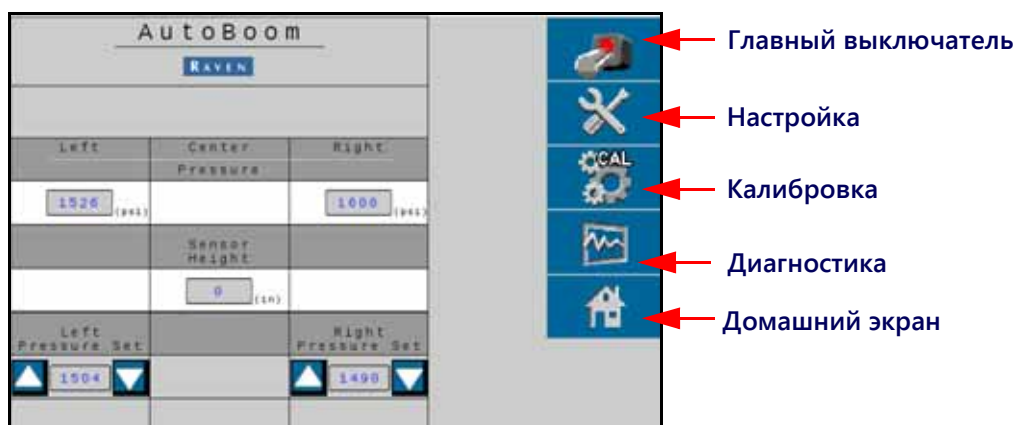 AutoBoom
RAVEN
Left Center Right
Pressure
1526 (psi) 1600 (psi)
Sensor
Height
0 (in)
Left Right
Pressure Set Pressure Set
1504 1490
CAL
Главный выключатель
Настройка
Калибровка
Диагностика
Домашний экран